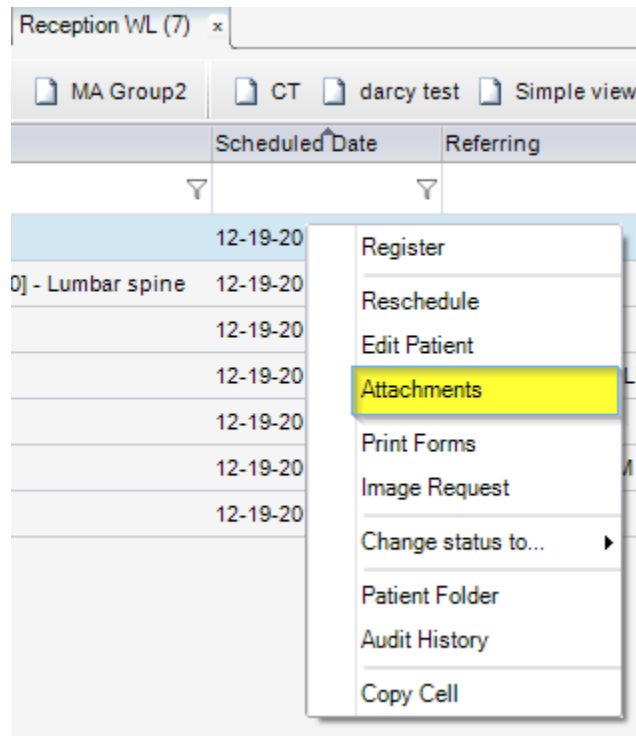 Reception WL (7) x
MA Group2 CT darcy test Simple view
Scheduled Date Referring
12-19-20
0] - Lumbar spine 12-19-20
12-19-20
12-19-20 L
12-19-20
12-19-20 M
12-19-20
Register
Reschedule
Edit Patient
Attachments
Print Forms
Image Request
Change status to...
Patient Folder
Audit History
Copy Cell